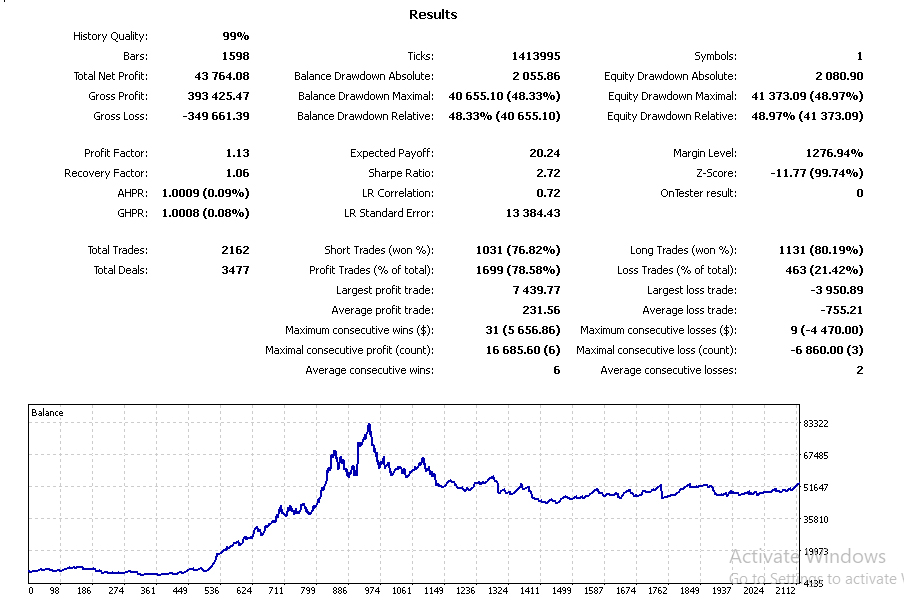 Results
History Quality: 99%
Bars: 1598 Ticks: 1413995 Symbols: 1
Total Net Profit: 43 764.08 Balance Drawdown Absolute: 2 055.86 Equity Drawdown Absolute: 2 080.90
Gross Profit: 393 425.47 Balance Drawdown Maximal: 40 655.10 (48.33%) Equity Drawdown Maximal: 41 373.09 (48.97%)
Gross Loss: -349 661.39 Balance Drawdown Relative: 48.33% (40 655.10) Equity Drawdown Relative: 48.97% (41 373.09)
Profit Factor: 1.13 Expected Payoff: 20.24 Margin Level: 1276.94%
Recovery Factor: 1.06 Sharpe Ratio: 2.72 Z-Score: -11.77 (99.74%)
AHPR: 1.0009 (0.09%) LR Correlation: 0.72 OnTester result: 0
GHPR: 1.0008 (0.08%) LR Standard Error: 13 384.43
Total Trades: 2162 Short Trades (won %): 1031 (76.82%) Long Trades (won %): 1131 (80.19%)
Total Deals: 3477 Profit Trades (% of total): 1699 (78.58%) Loss Trades (% of total): 463 (21.42%)
Largest profit trade: 7 439.77 Largest loss trade: -3 950.89
Average profit trade: 231.56 Average loss trade: -755.21
Maximum consecutive wins ($): 31 (5 656.86) Maximum consecutive losses ($): 9 (-4 470.00)
Maximal consecutive profit (count): 16 685.60 (6) Maximal consecutive loss (count): -6 860.00 (3)
Average consecutive wins: 6 Average consecutive losses: 2
Balance
83322
67485
51647
35810
19973
4135
0 98 186 274 361 449 536 624 711 799 886 974 1061 1149 1236 1324 1411 1499 1587 1674 1762 1849 1937 2024 2112
Activate Windows
Go to Settings to activate